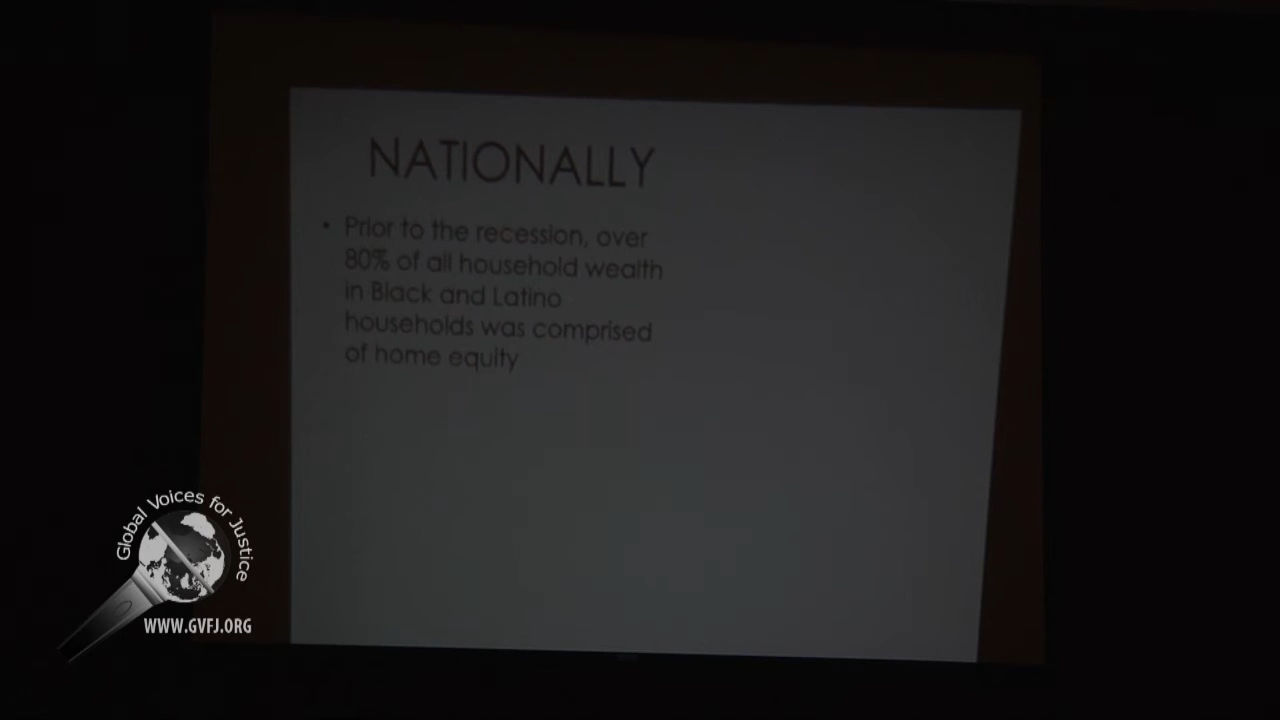 NATIONALLY
• Prior to the recession, over
80% of all household wealth
in Black and Latino
households was comprised
of home equity
Global Voices for Justice
WWW.GVFJ.ORG